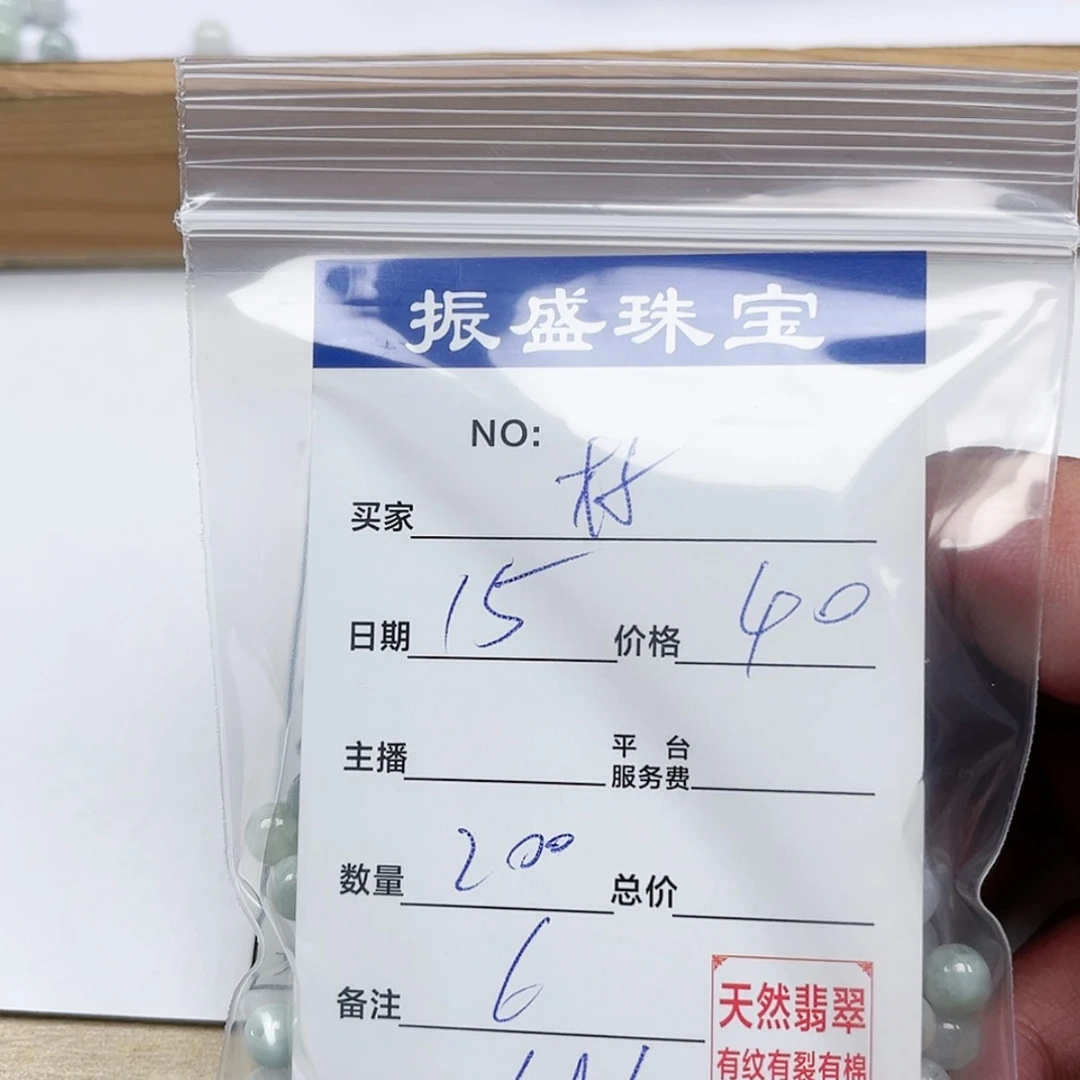 振盛珠宝
NO:
买家 林
日期 15 价格 40
主播 平台服务费
数量 200 总价
备注 6
天然翡翠
有纹有裂有棉